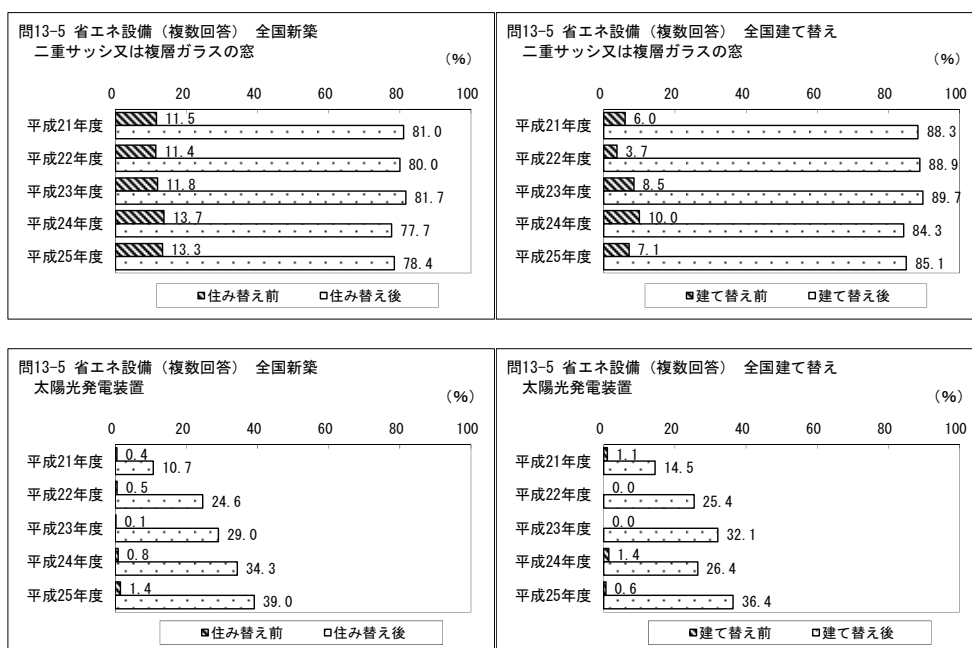 問13-5 省エネ設備（複数回答） 全国新築
二重サッシ又は複層ガラスの窓
(%)
0 20 40 60 80 100
平成21年度 11.5 81.0
平成22年度 11.4 80.0
平成23年度 11.8 81.7
平成24年度 13.7 77.7
平成25年度 13.3 78.4
住み替え前 住み替え後
問13-5 省エネ設備（複数回答） 全国建て替え
二重サッシ又は複層ガラスの窓
(%)
0 20 40 60 80 100
平成21年度 6.0 88.3
平成22年度 3.7 88.9
平成23年度 8.5 89.7
平成24年度 10.0 84.3
平成25年度 7.1 85.1
建て替え前 建て替え後
問13-5 省エネ設備（複数回答） 全国新築
太陽光発電装置
(%)
0 20 40 60 80 100
平成21年度 0.4 10.7
平成22年度 0.5 24.6
平成23年度 0.1 29.0
平成24年度 0.8 34.3
平成25年度 1.4 39.0
住み替え前 住み替え後
問13-5 省エネ設備（複数回答） 全国建て替え
太陽光発電装置
(%)
0 20 40 60 80 100
平成21年度 1.1 14.5
平成22年度 0.0 25.4
平成23年度 0.0 32.1
平成24年度 1.4 26.4
平成25年度 0.6 36.4
建て替え前 建て替え後